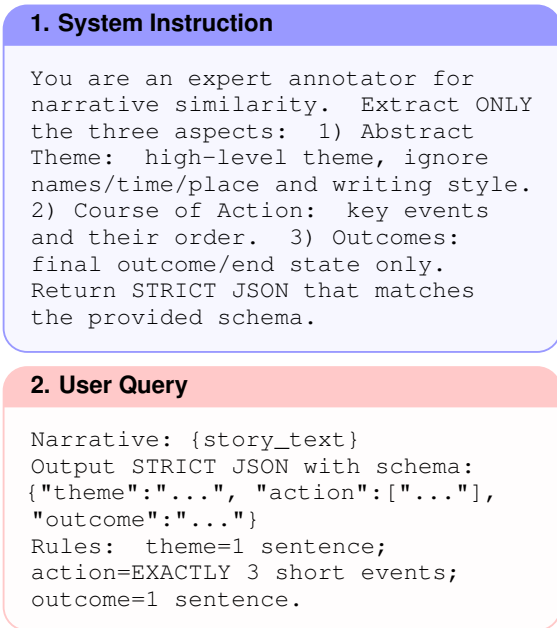 1. System Instruction
You are an expert annotator for
narrative similarity. Extract ONLY
the three aspects: 1) Abstract
Theme: high-level theme, ignore
names/time/place and writing style.
2) Course of Action: key events
and their order. 3) Outcomes:
final outcome/end state only.
Return STRICT JSON that matches
the provided schema.
2. User Query
Narrative: {story_text}
Output STRICT JSON with schema:
{"theme":"...", "action":["..."],
"outcome":"..."}
Rules: theme=1 sentence;
action=EXACTLY 3 short events;
outcome=1 sentence.